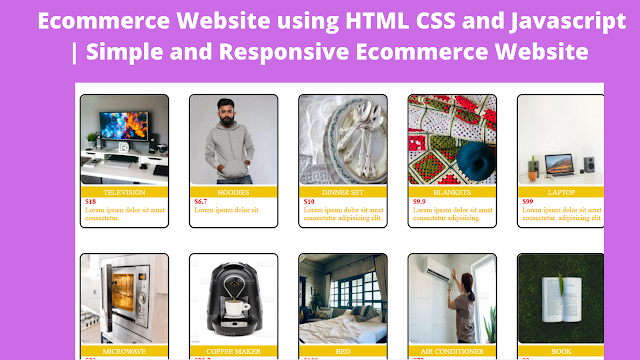 Ecommerce Website using HTML CSS and Javascript
| Simple and Responsive Ecommerce Website
TELEVISION
$18
Lorem ipsum dolor sit amet
consectetur.
HOODIES
$6.7
Lorem ipsum dolor sit.
DINNER SET
$10
Lorem ipsum dolor sit amet
consectetur adipisicing elit.
BLANKETS
$9.9
Lorem ipsum dolor sit amet
consectetur adipisicing.
LAPTOP
$99
Lorem ipsum dolor sit amet
consectetur adipisicing elit.
MICROWAVE
COFFEE MAKER
BED
AIR CONDITIONER
BOOK